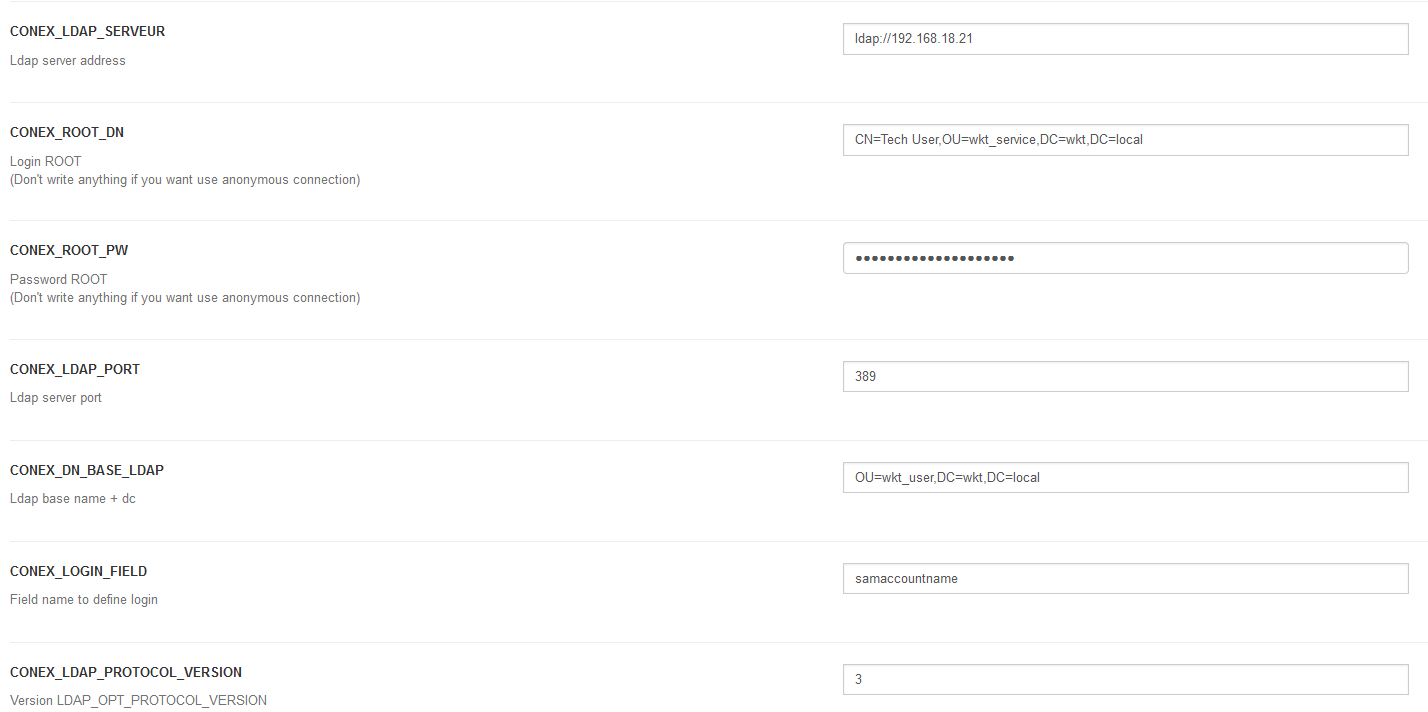 CONEX_LDAP_SERVEUR
ldap://192.168.18.21
Ldap server address
CONEX_ROOT_DN
CN=Tech User,OU=wkt_service,DC=wkt,DC=local
Login ROOT
(Don't write anything if you want use anonymous connection)
CONEX_ROOT_PW
••••••••••••••••••••
Password ROOT
(Don't write anything if you want use anonymous connection)
CONEX_LDAP_PORT
389
Ldap server port
CONEX_DN_BASE_LDAP
OU=wkt_user,DC=wkt,DC=local
Ldap base name + dc
CONEX_LOGIN_FIELD
samaccountname
Field name to define login
CONEX_LDAP_PROTOCOL_VERSION
3
Version LDAP_OPT_PROTOCOL_VERSION